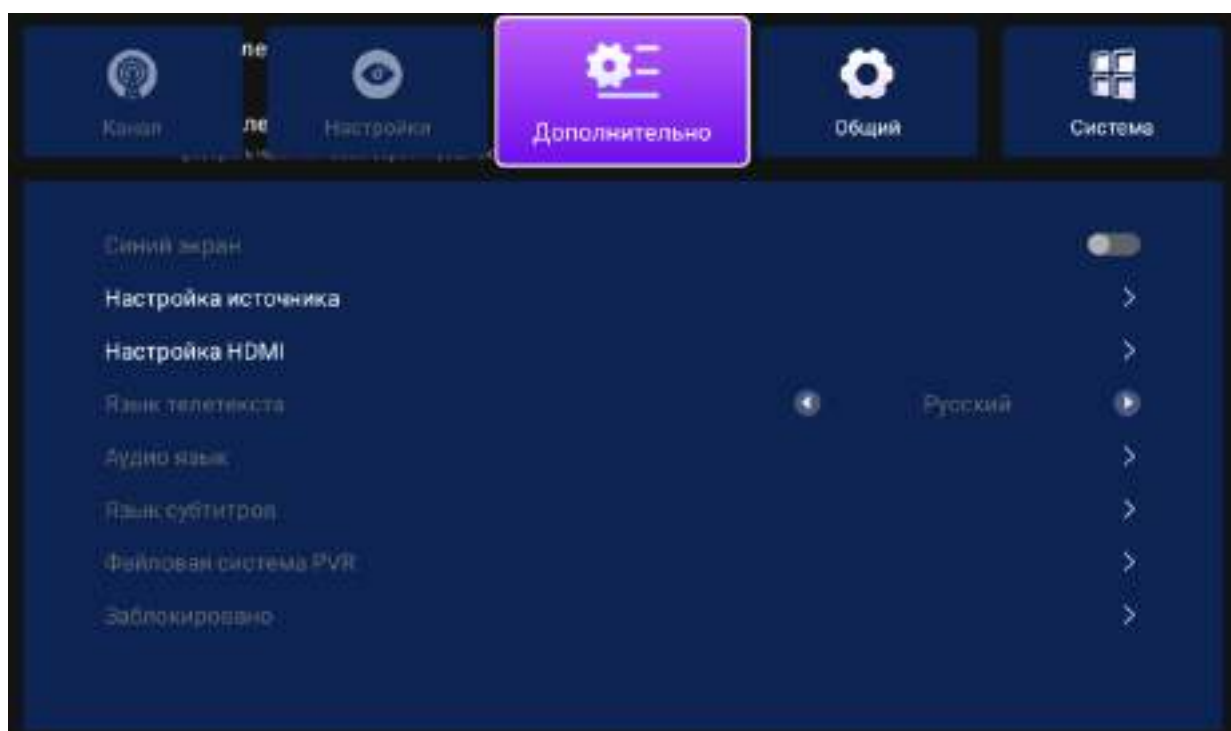 Канал
Настройки
Дополнительно
Общий
Система
Синий экран
Настройка источника
Настройка HDMI
Язык телетекста
Русский
Аудио язык
Язык субтитров
Файловая система PVR
Заблокировано